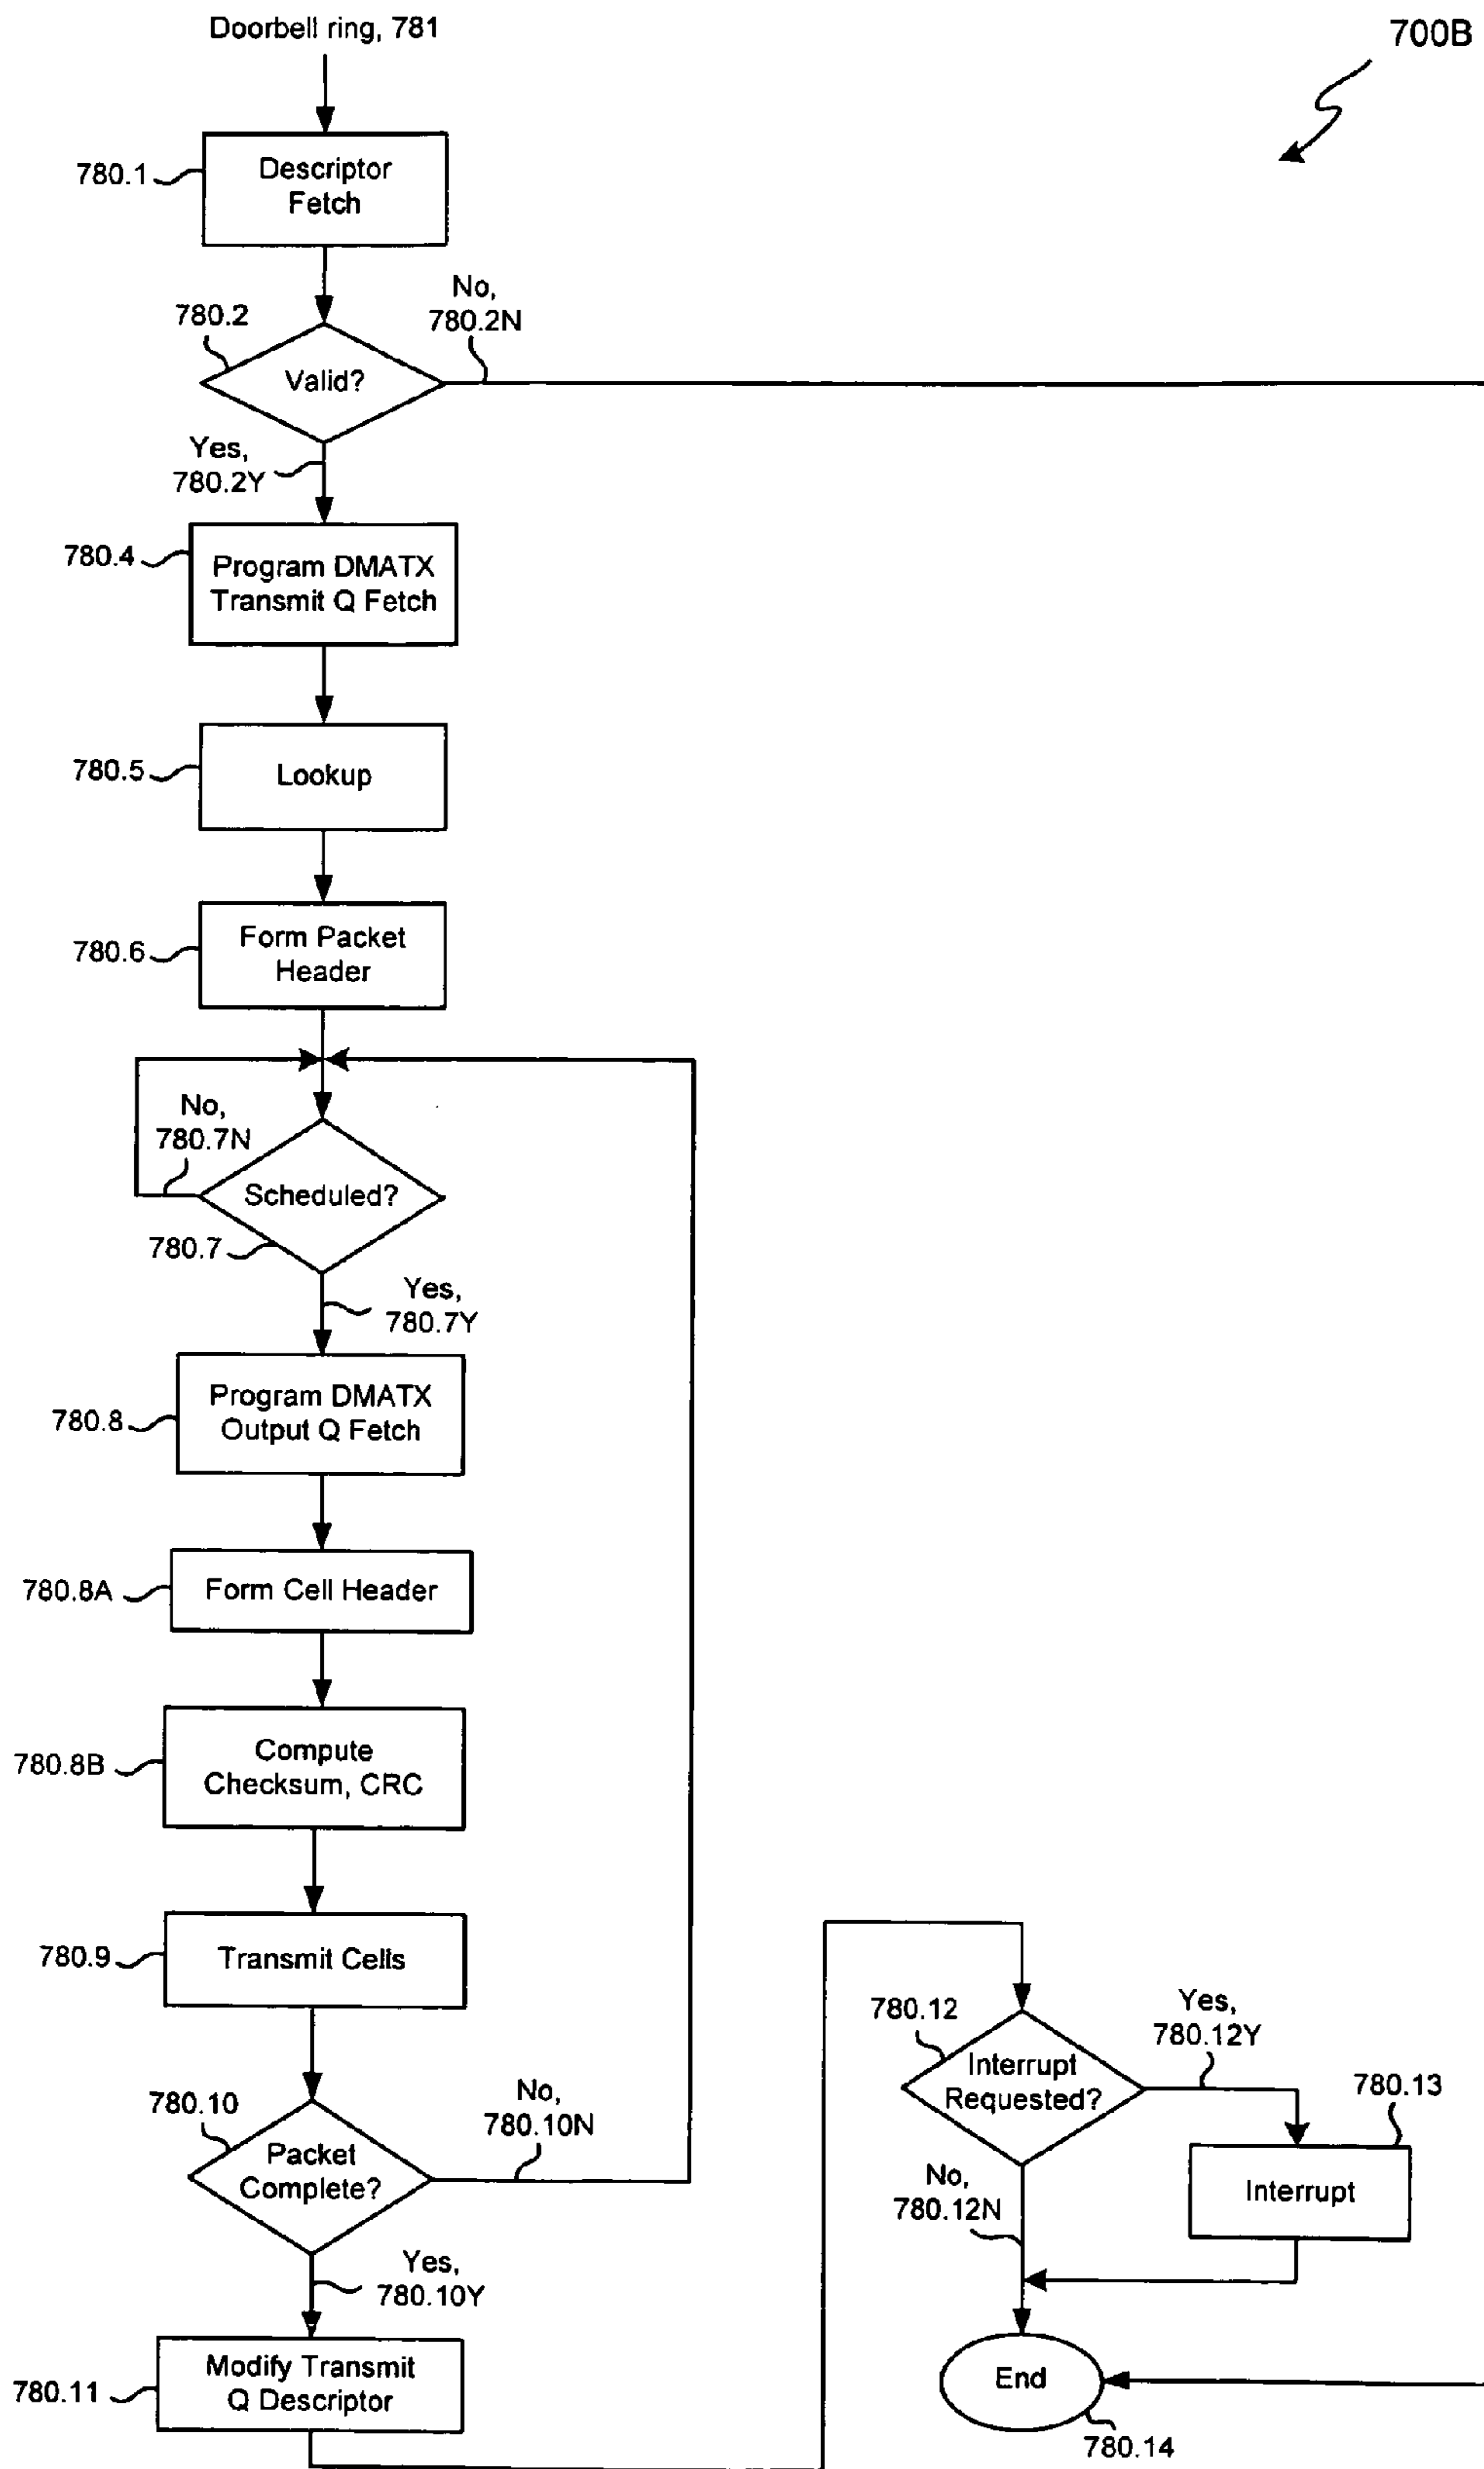 Doorbell ring, 781
700B
780.1
Descriptor
Fetch
780.2
No,
780.2N
Valid?
Yes,
780.2Y
780.4
Program DMATX
Transmit Q Fetch
780.5
Lookup
780.6
Form Packet
Header
No,
780.7N
Scheduled?
780.7
Yes,
780.7Y
780.8
Program DMATX
Output Q Fetch
780.8A
Form Cell Header
780.8B
Compute
Checksum, CRC
780.9
Transmit Cells
780.10
No,
780.10N
Packet
Complete?
Yes,
780.10Y
780.11
Modify Transmit
Q Descriptor
780.12
Yes,
780.12Y
Interrupt
Requested?
780.13
No,
780.12N
Interrupt
End
780.14